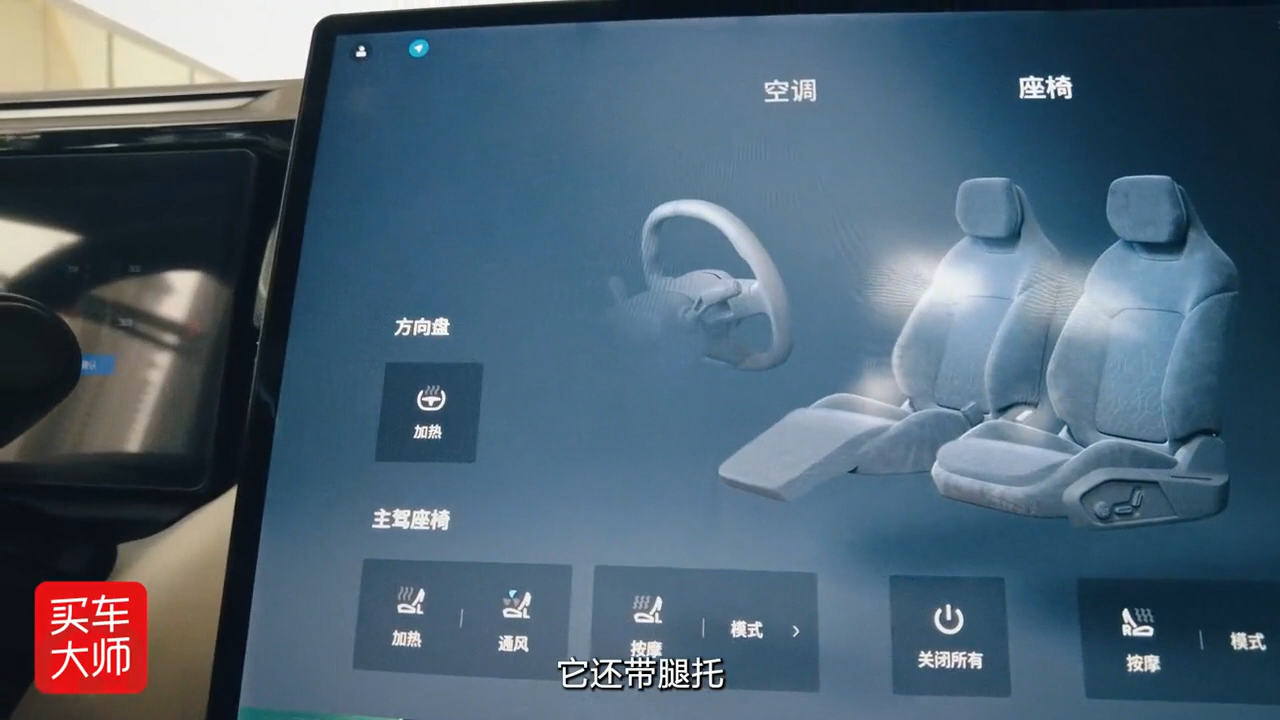 空调
座椅
方向盘
加热
主驾座椅
加热
通风
按摩
模式
关闭所有
按摩
模式
它还带腿托
买车
大师